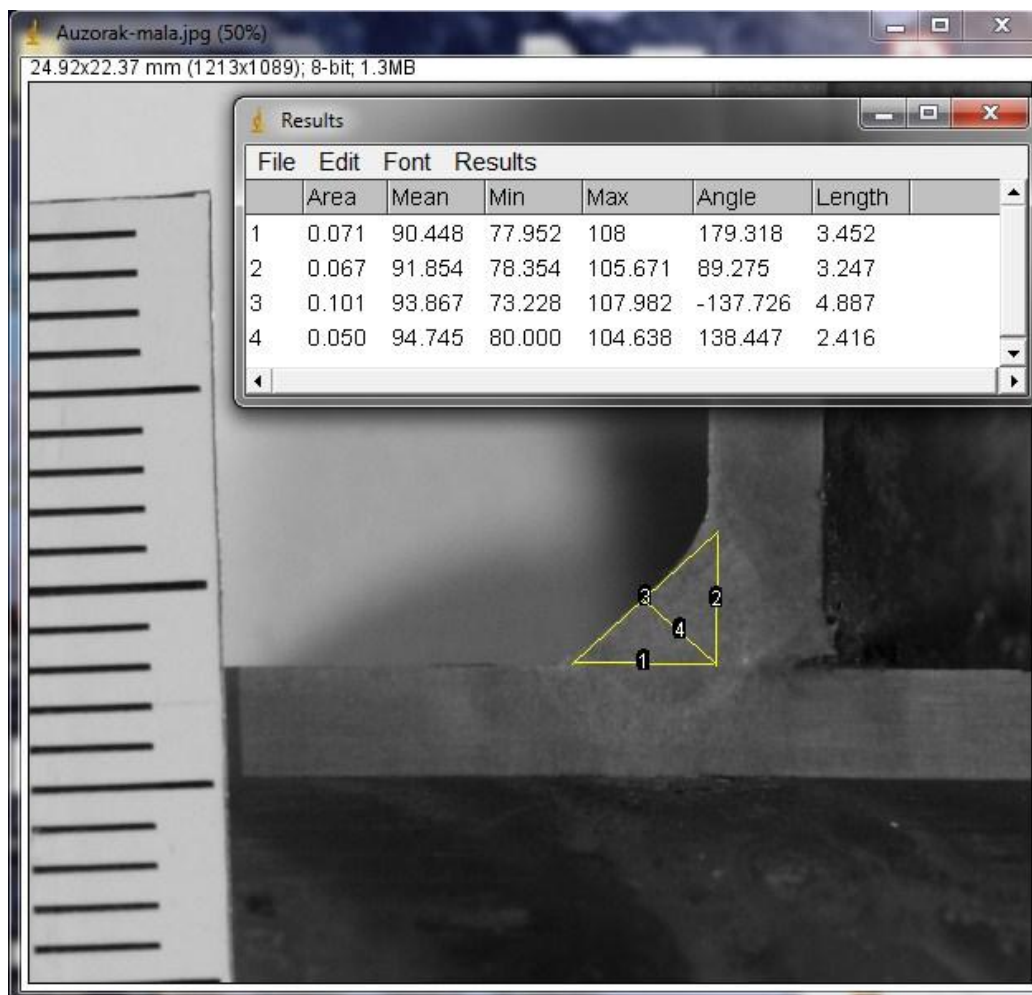 Auzorak-mala.jpg (50%)
24.92x22.37 mm (1213x1089); 8-bit; 1.3MB
Results
File Edit Font Results
Area Mean Min Max Angle Length
1 0.071 90.448 77.952 108 179.318 3.452
2 0.067 91.854 78.354 105.671 89.275 3.247
3 0.101 93.867 73.228 107.982 -137.726 4.887
4 0.050 94.745 80.000 104.638 138.447 2.416
3
2
4
1